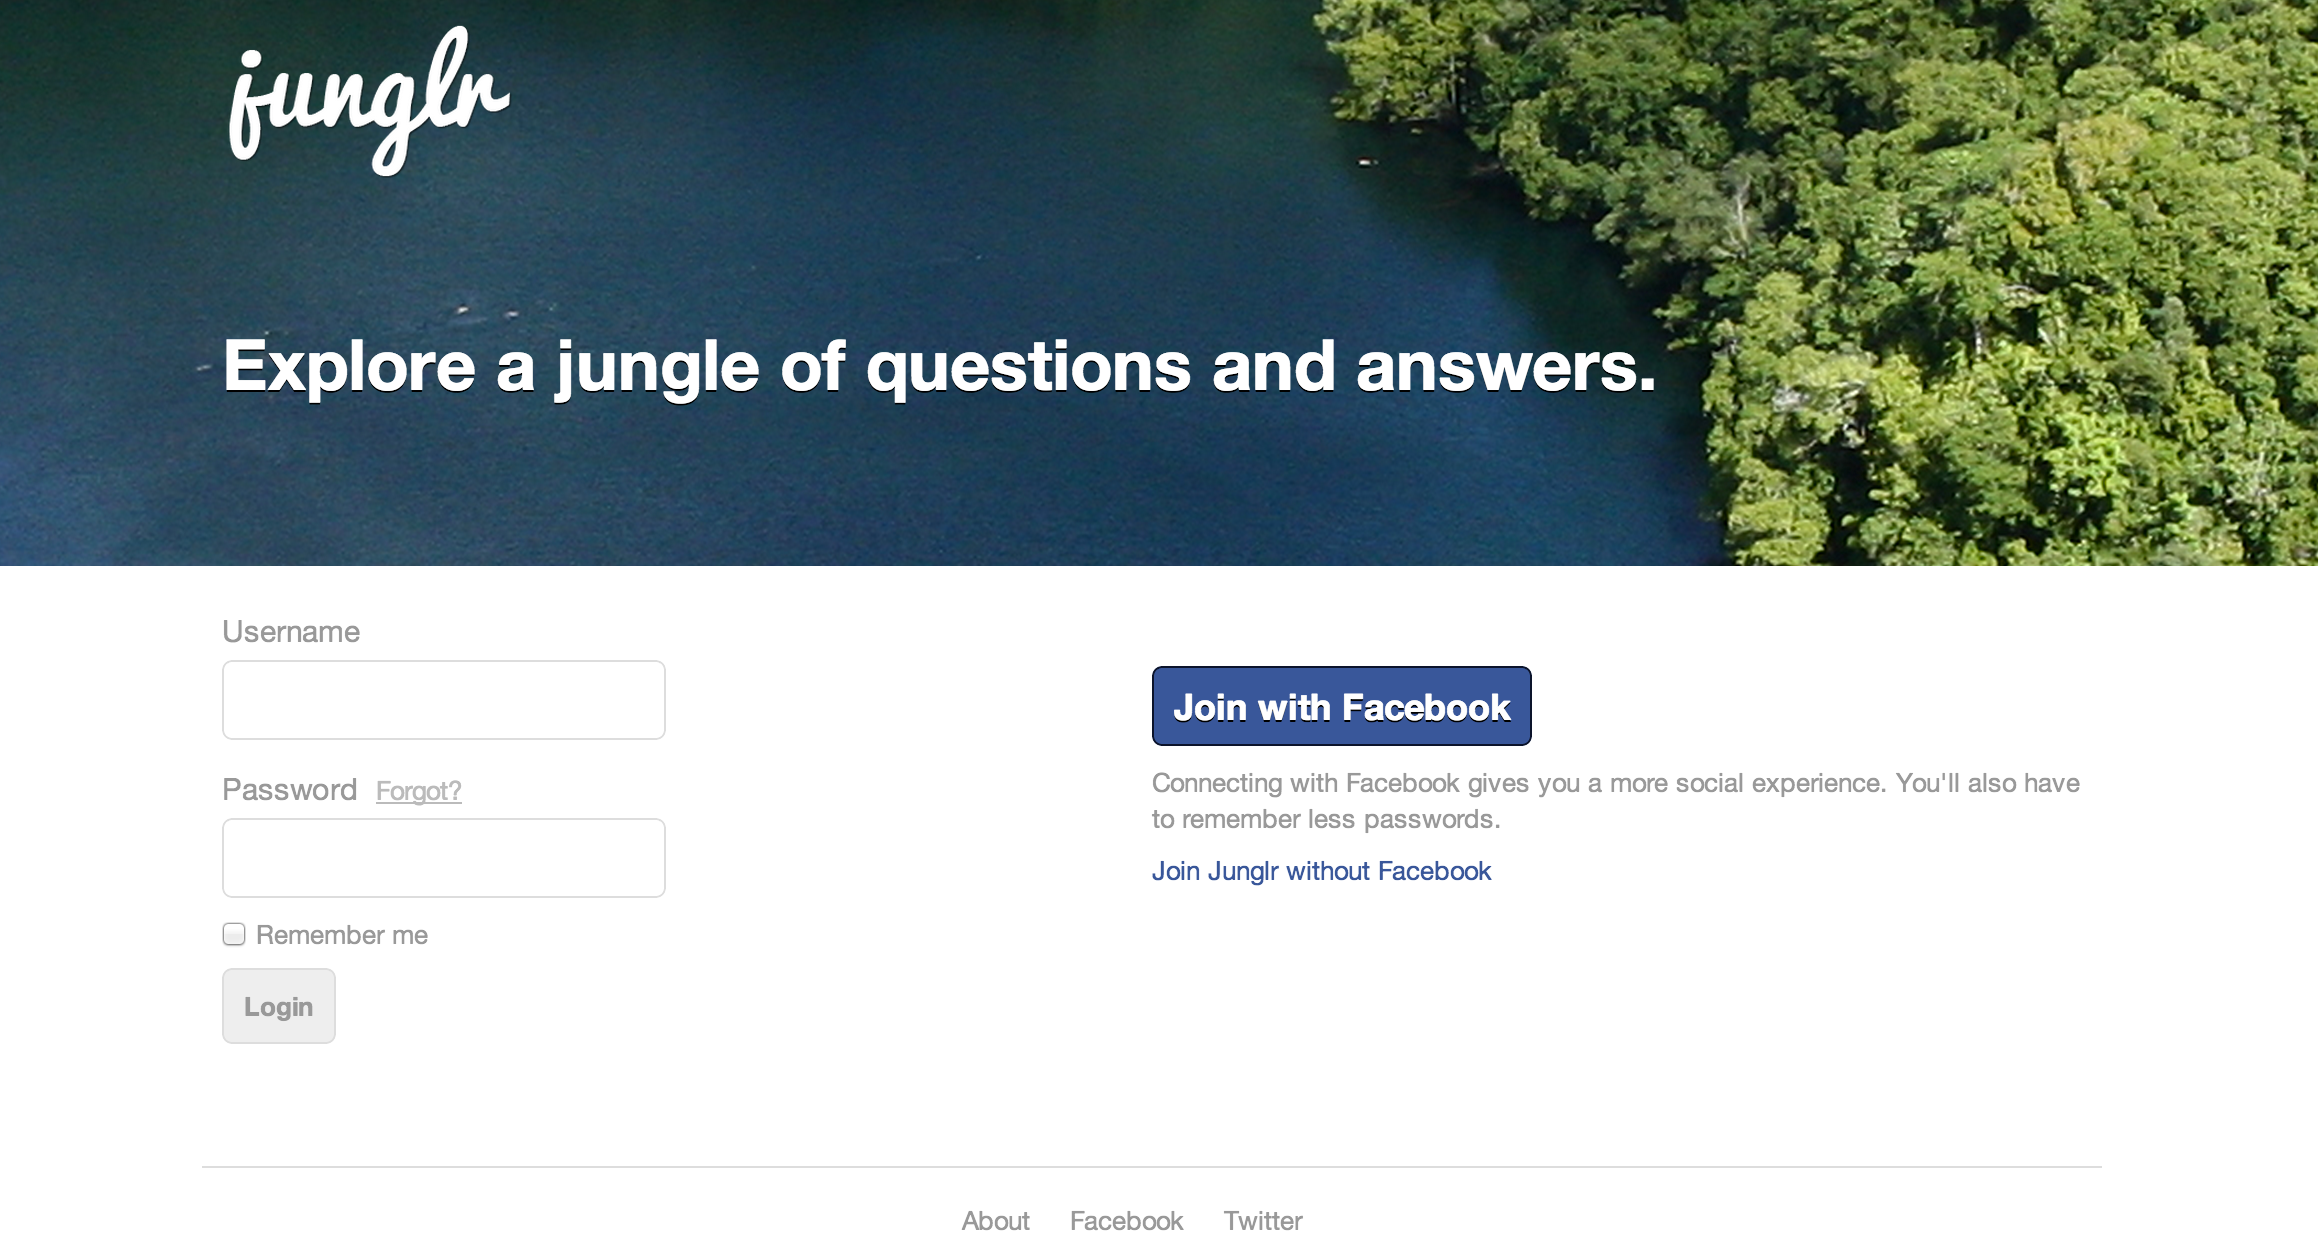 junglr
Explore a jungle of questions and answers.
Username
Password Forgot?
Remember me
Login
Join with Facebook
Connecting with Facebook gives you a more social experience. You'll also have
to remember less passwords.
Join Junglr without Facebook
About Facebook Twitter